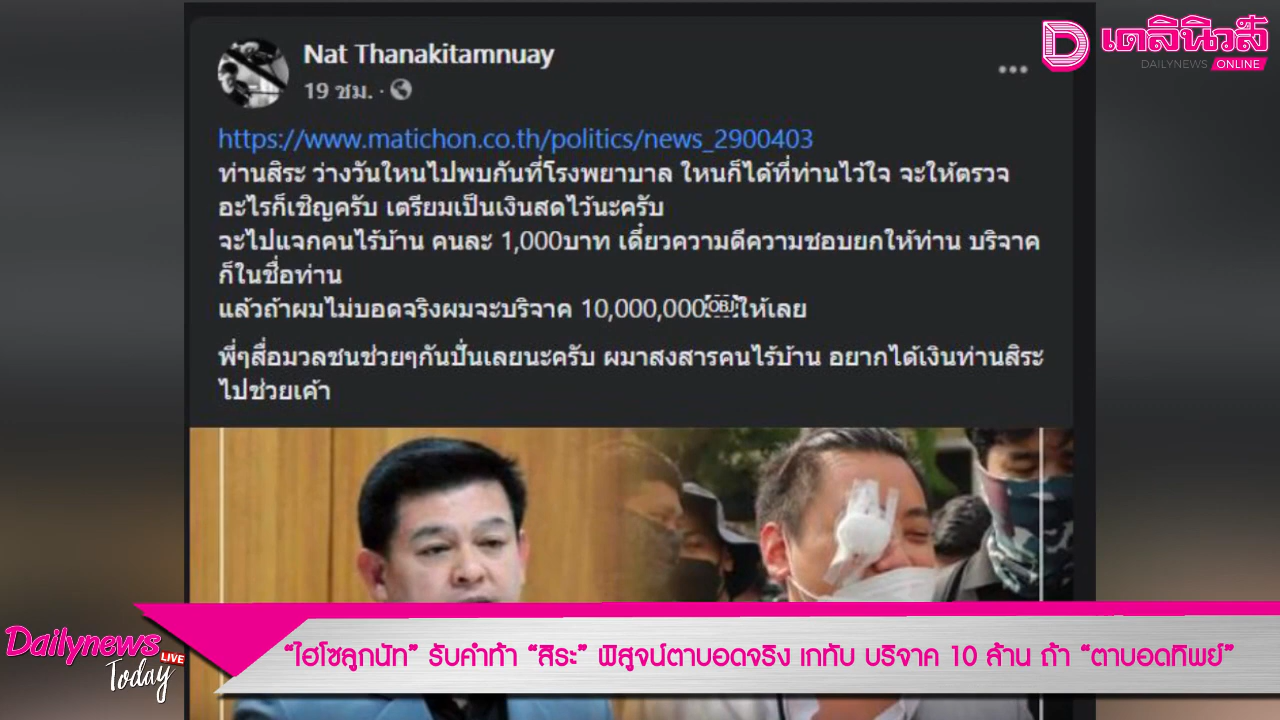 เดลินิวส์
DAILYNEWS ONLINE
Nat Thanakitamnuay
19 ชม. ·
https://www.matichon.co.th/politics/news_2900403
ท่านสิระ ว่างวันใหนไปพบกันที่โรงพยาบาล ใหนก็ได้ที่ท่านไว้ใจ จะให้ตรวจ
อะไรก็เชิญครับ เตรียมเป็นเงินสดไว้นะครับ
จะไปแจกคนไร้บ้าน คนละ 1,000บาท เดี๋ยวความดีความชอบยกให้ท่าน บริจาค
ก็ในชื่อท่าน
แล้วถ้าผมไม่บอดจริงผมจะบริจาค 10,000,000￼ให้เลย
พี่ๆสื่อมวลชนช่วยๆกันปั่นเลยนะครับ ผมาสงสารคนไร้บ้าน อยากได้เงินท่านสิระ
ไปช่วยเค้า
Dailynews LIVE
Today
“ไฮโซลูกนัท” รับคำท้า “สิระ” พิสูจน์ตาบอดจริง เกทับ บริจาค 10 ล้าน ถ้า “ตาบอดทิพย์”